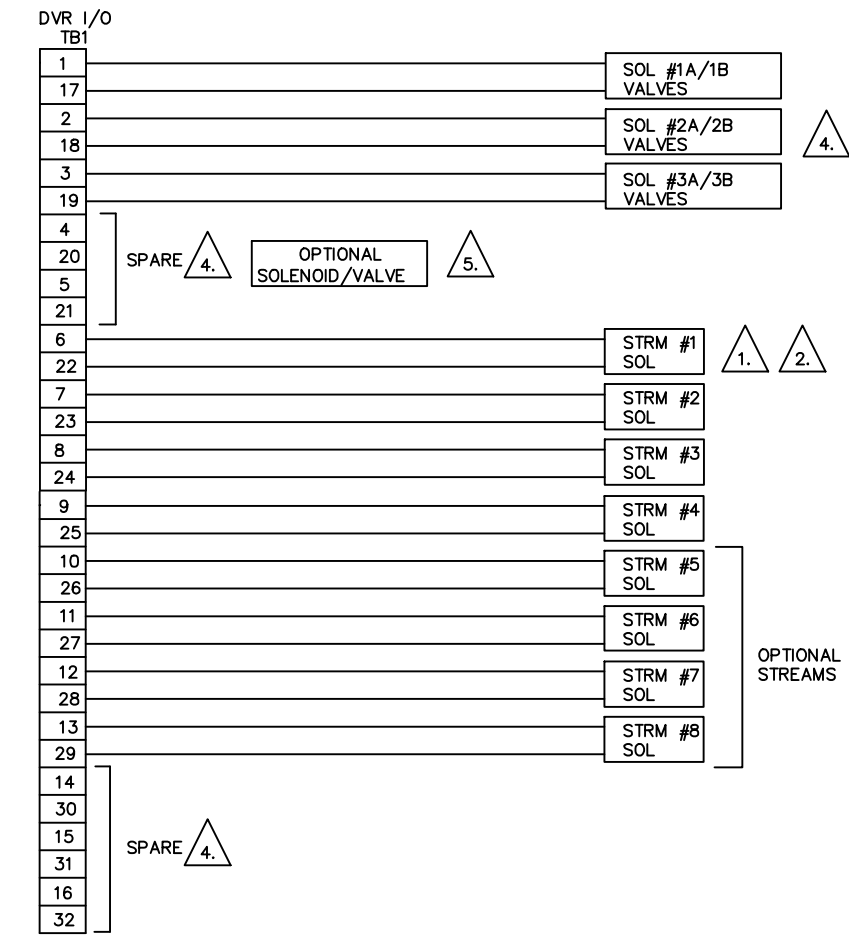 DVR I/O
TB1
1
SOL #1A/1B
17
VALVES
2
SOL #2A/2B
18
VALVES
4.
3
SOL #3A/3B
19
VALVES
4
20
SPARE 4.
OPTIONAL
SOLENOID/VALVE
5.
5
21
6
STRM #1
22
SOL
1.
2.
7
STRM #2
23
SOL
8
STRM #3
24
SOL
9
STRM #4
25
SOL
10
STRM #5
26
SOL
11
STRM #6
27
SOL
OPTIONAL
STREAMS
12
STRM #7
28
SOL
13
STRM #8
29
SOL
14
30
15
SPARE 4.
31
16
32